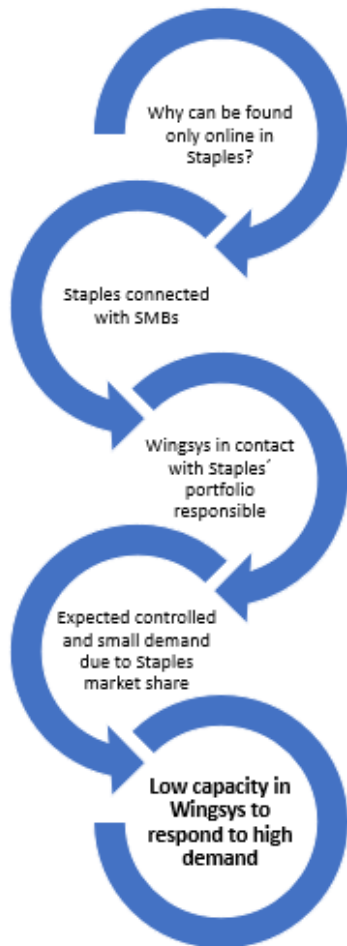 Why can be found
only online in
Staples?
Staples connected
with SMBs
Wingsys in contact
with Staples´
portfolio
responsible
Expected controlled
and small demand
due to Staples
market share
Low capacity in
Wingsys to
respond to high
demand